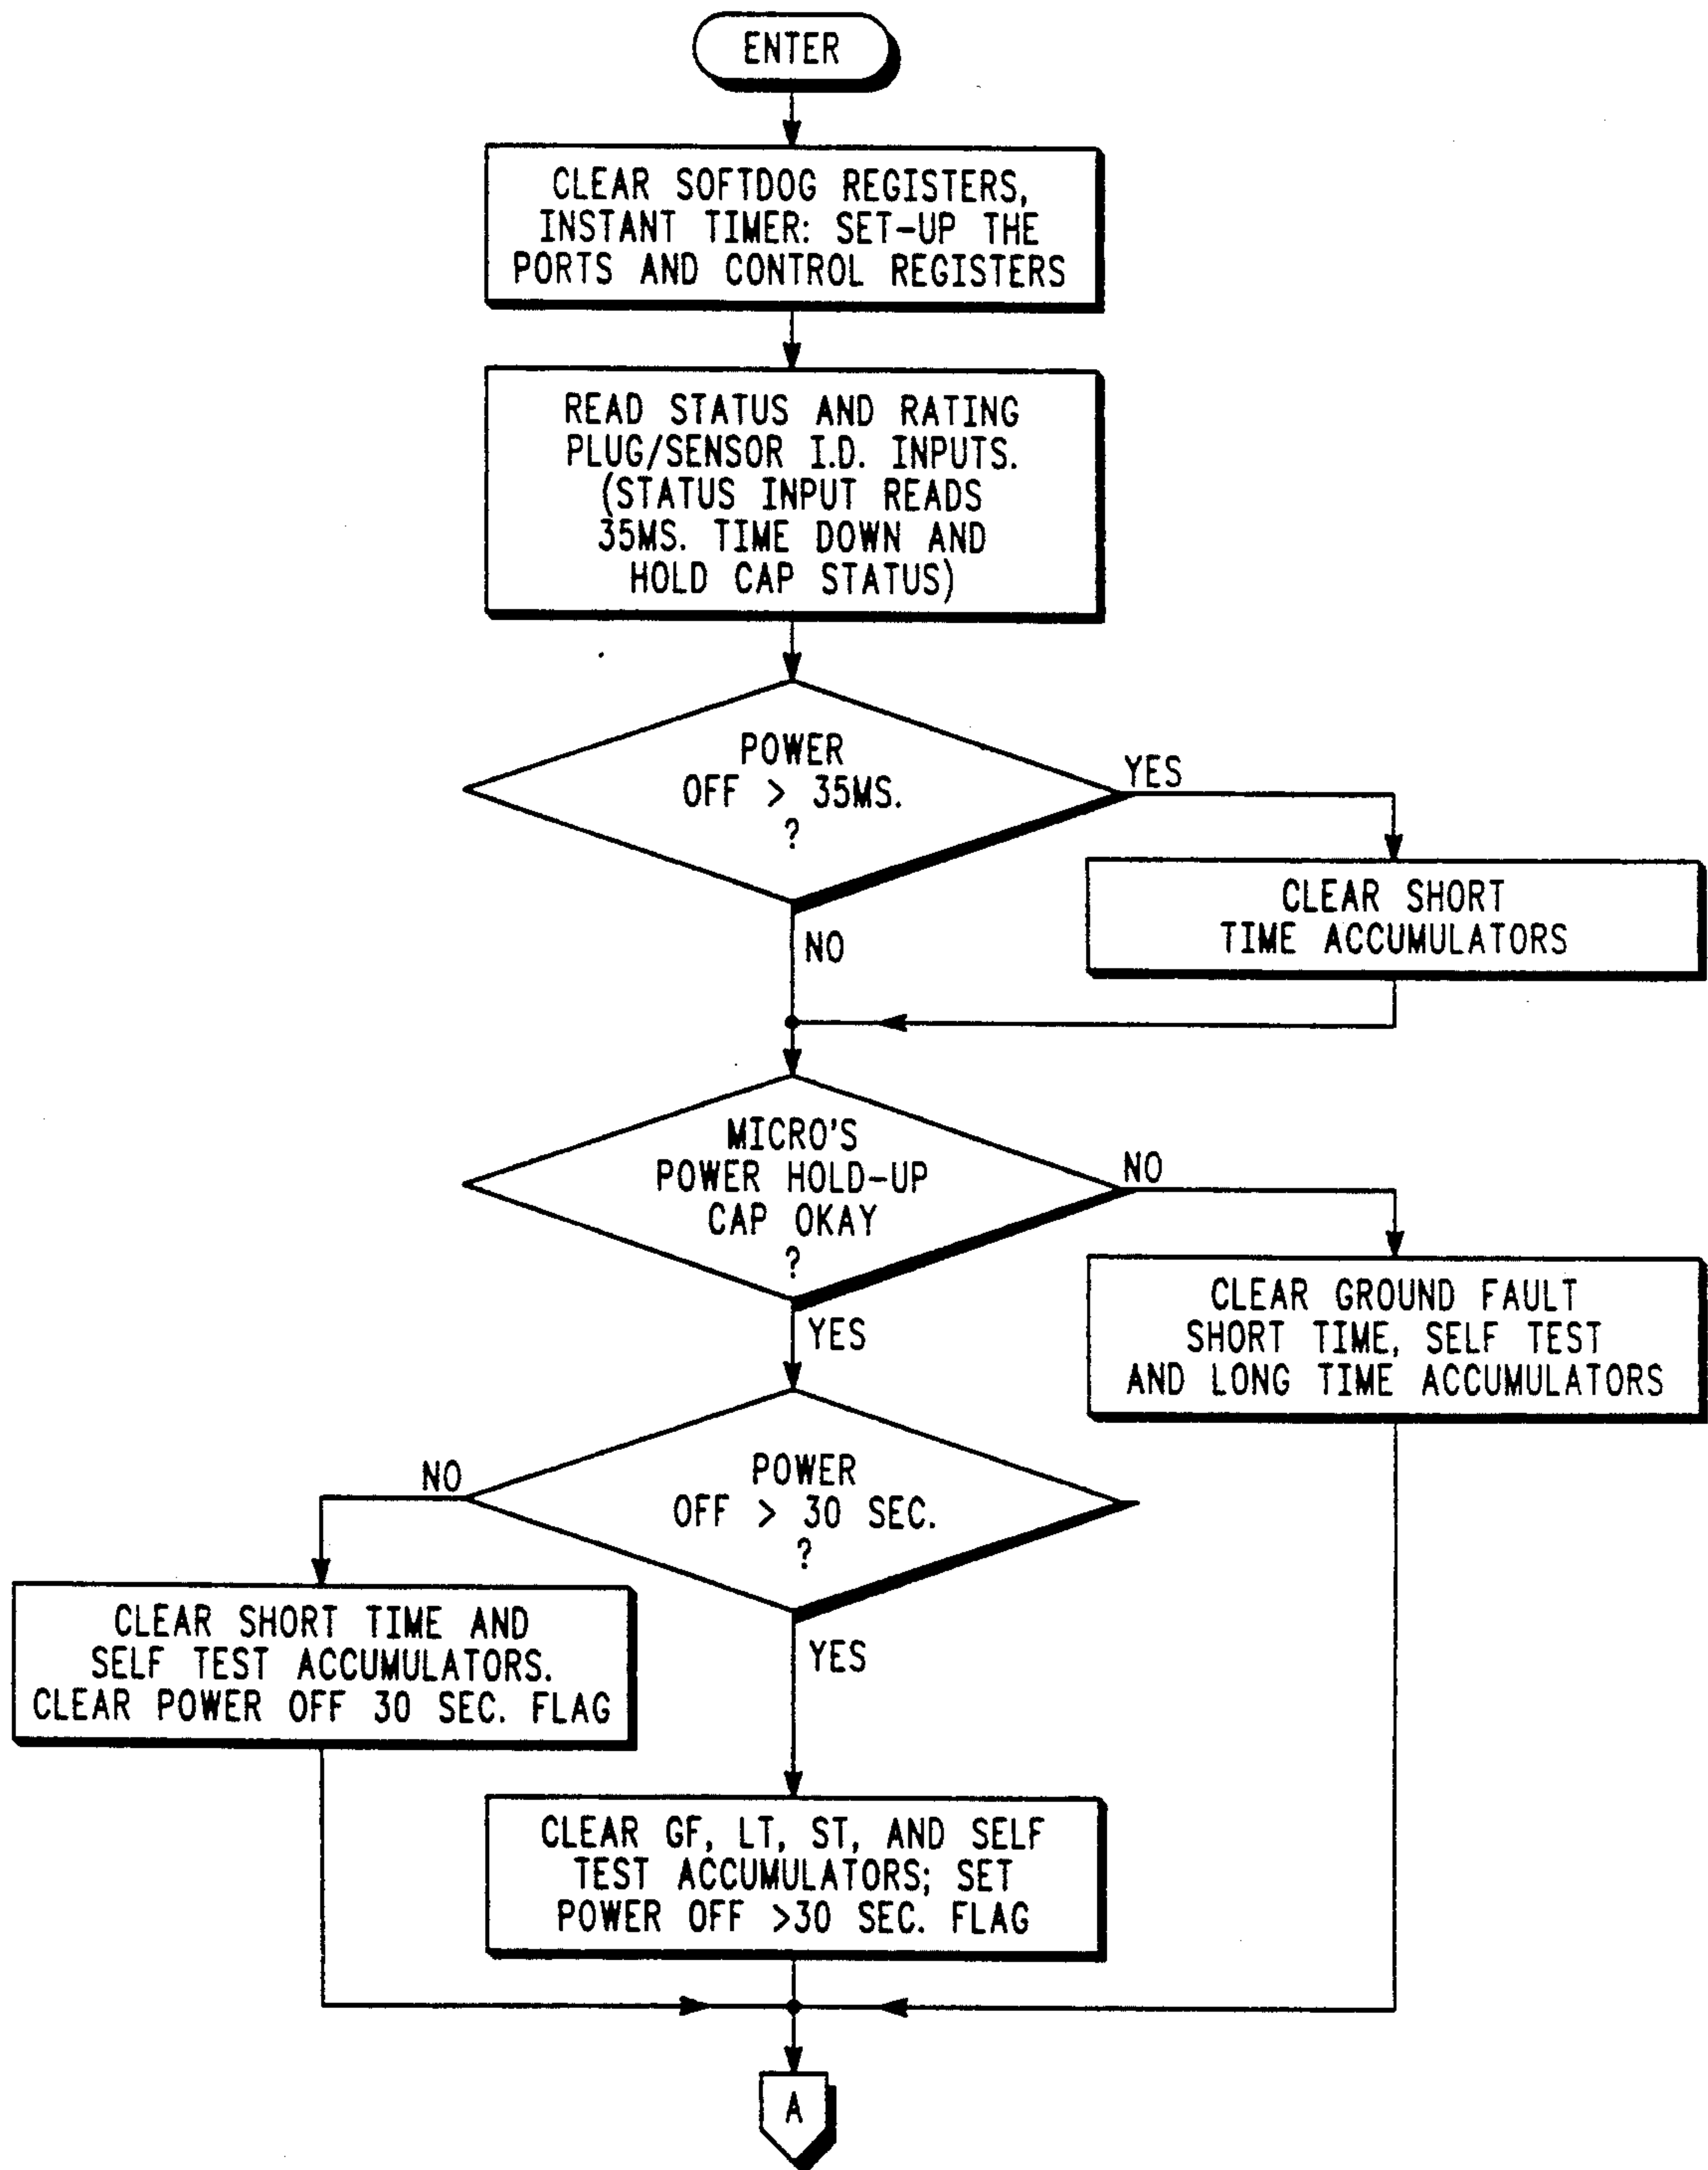 ENTER
CLEAR SOFTDOG REGISTERS,
INSTANT TIMER: SET-UP THE
PORTS AND CONTROL REGISTERS
READ STATUS AND RATING
PLUG/SENSOR I.D. INPUTS.
(STATUS INPUT READS
35MS. TIME DOWN AND
HOLD CAP STATUS)
POWER
OFF > 35MS.
?
YES
CLEAR SHORT
TIME ACCUMULATORS
NO
MICRO'S
POWER HOLD-UP
CAP OKAY
?
NO
CLEAR GROUND FAULT
SHORT TIME, SELF TEST
AND LONG TIME ACCUMULATORS
YES
POWER
OFF > 30 SEC.
?
NO
CLEAR SHORT TIME AND
SELF TEST ACCUMULATORS.
CLEAR POWER OFF 30 SEC. FLAG
YES
CLEAR GF, LT, ST, AND SELF
TEST ACCUMULATORS; SET
POWER OFF >30 SEC. FLAG
A